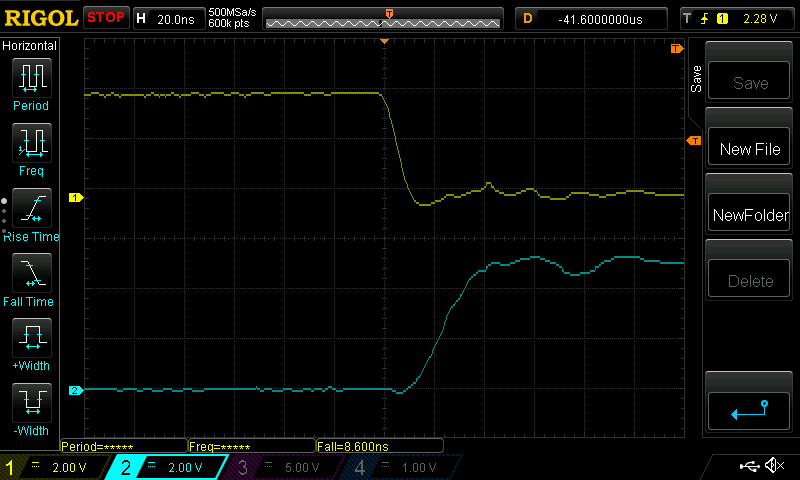 RIGOL STOP H 20.0ns 500MSa/s 600k pts T D -41.6000000us T 1 2.28 V
Horizontal
Period
Freq
Rise Time
Fall Time
+Width
-Width
T
T
1
2
Save
Save
New File
NewFolder
Delete
Period=***** Freq=***** Fall=8.600ns
1 2.00 V 2 2.00 V 3 5.00 V 4 1.00 V